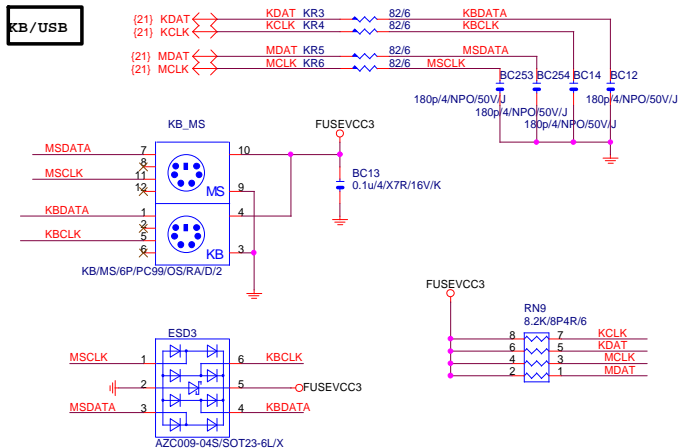 KB/USB
{21} KDAT KDAT KR3 82/6 KBDATA
{21} KCLK KCLK KR4 82/6 KBCLK
{21} MDAT MDAT KR5 82/6 MSDATA
{21} MCLK MCLK KR6 82/6 MSCLK
BC253 BC254 BC14 BC12
180p/4/NPO/50V/J 180p/4/NPO/50V/J
180p/4/NPO/50V/J
180p/4/NPO/50V/J
KB_MS
FUSEVCC3
MSDATA 7 10
8
MSCLK 11
12 MS 9
BC13
0.1u/4/X7R/16V/K
KBDATA 1 4
2
KBCLK 5
6 KB 3
KB/MS/6P/PC99/OS/RA/D/2
FUSEVCC3
RN9
8.2K/8P4R/6
8 7 KCLK
6 5 KDAT
4 3 MCLK
2 1 MDAT
ESD3
MSCLK 1 6 KBCLK
2 5 FUSEVCC3
MSDATA 3 4 KBDATA
AZC009-04S/SOT23-6L/X